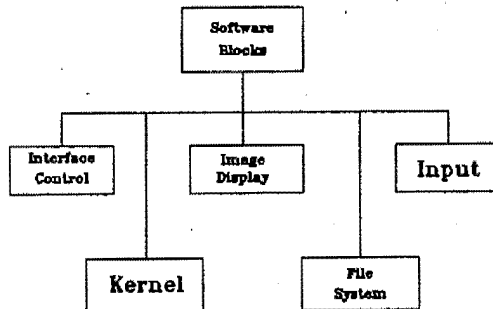 Software
Blocks
Interface
Control
Image
Display
Input
Kernel
File
System